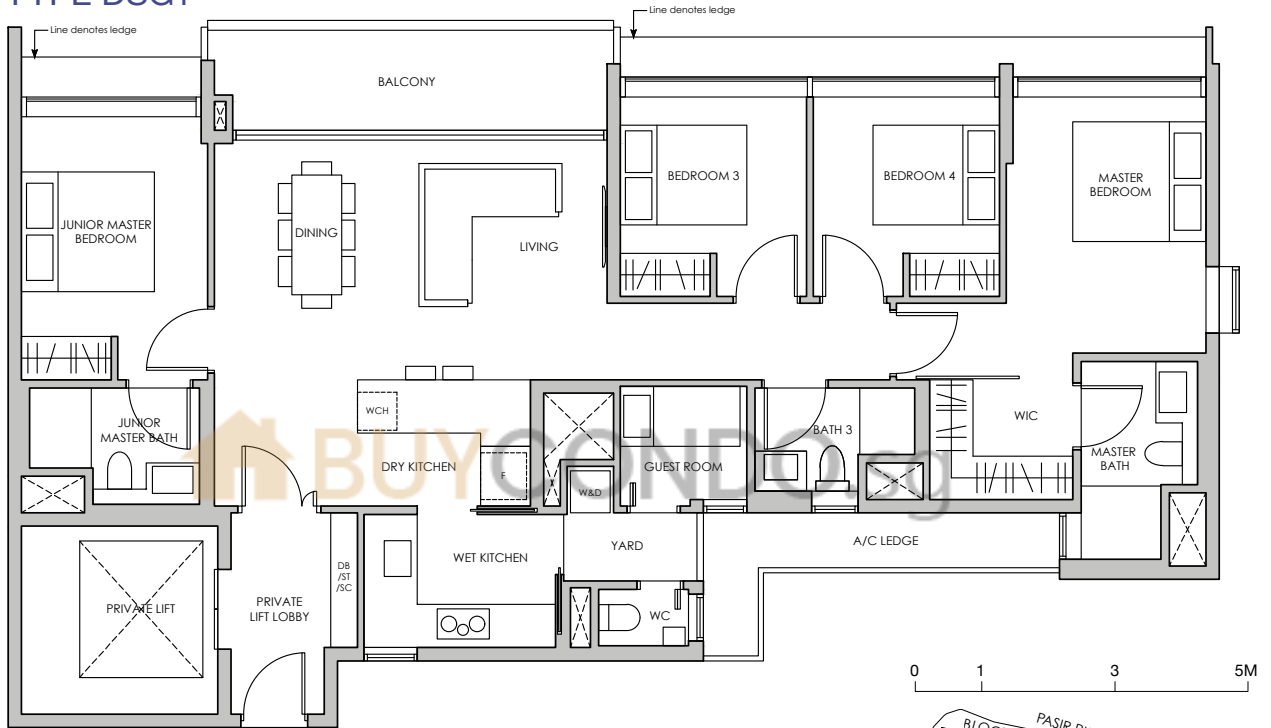 Line denotes ledge
Line denotes ledge
BALCONY
BEDROOM 3
BEDROOM 4
MASTER
BEDROOM
JUNIOR MASTER
BEDROOM
DINING
LIVING
WCH
WIC
JUNIOR
MASTER BATH
BATH 3
MASTER
BATH
BUYCONDO.sg
DRY KITCHEN
F
GUEST ROOM
W&D
A/C LEDGE
YARD
WET KITCHEN
DB
/ST
/SC
PRIVATE LIFT
PRIVATE
LIFT LOBBY
WC
0 1 3 5M